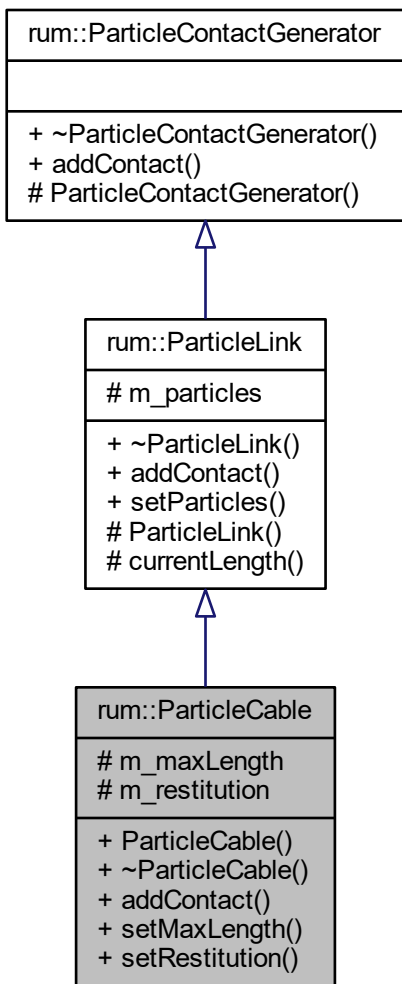 rum::ParticleContactGenerator
+ ~ParticleContactGenerator()
+ addContact()
# ParticleContactGenerator()
rum::ParticleLink
# m_particles
+ ~ParticleLink()
+ addContact()
+ setParticles()
# ParticleLink()
# currentLength()
rum::ParticleCable
# m_maxLength
# m_restitution
+ ParticleCable()
+ ~ParticleCable()
+ addContact()
+ setMaxLength()
+ setRestitution()